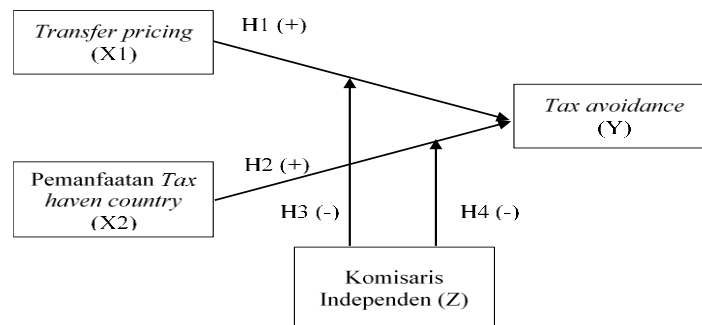 Transfer pricing
(X1)
H1 (+)
Tax avoidance
(Y)
H2 (+)
Pemanfaatan Tax
haven country
(X2)
H3 (-)
H4 (-)
Komisaris
Independen (Z)